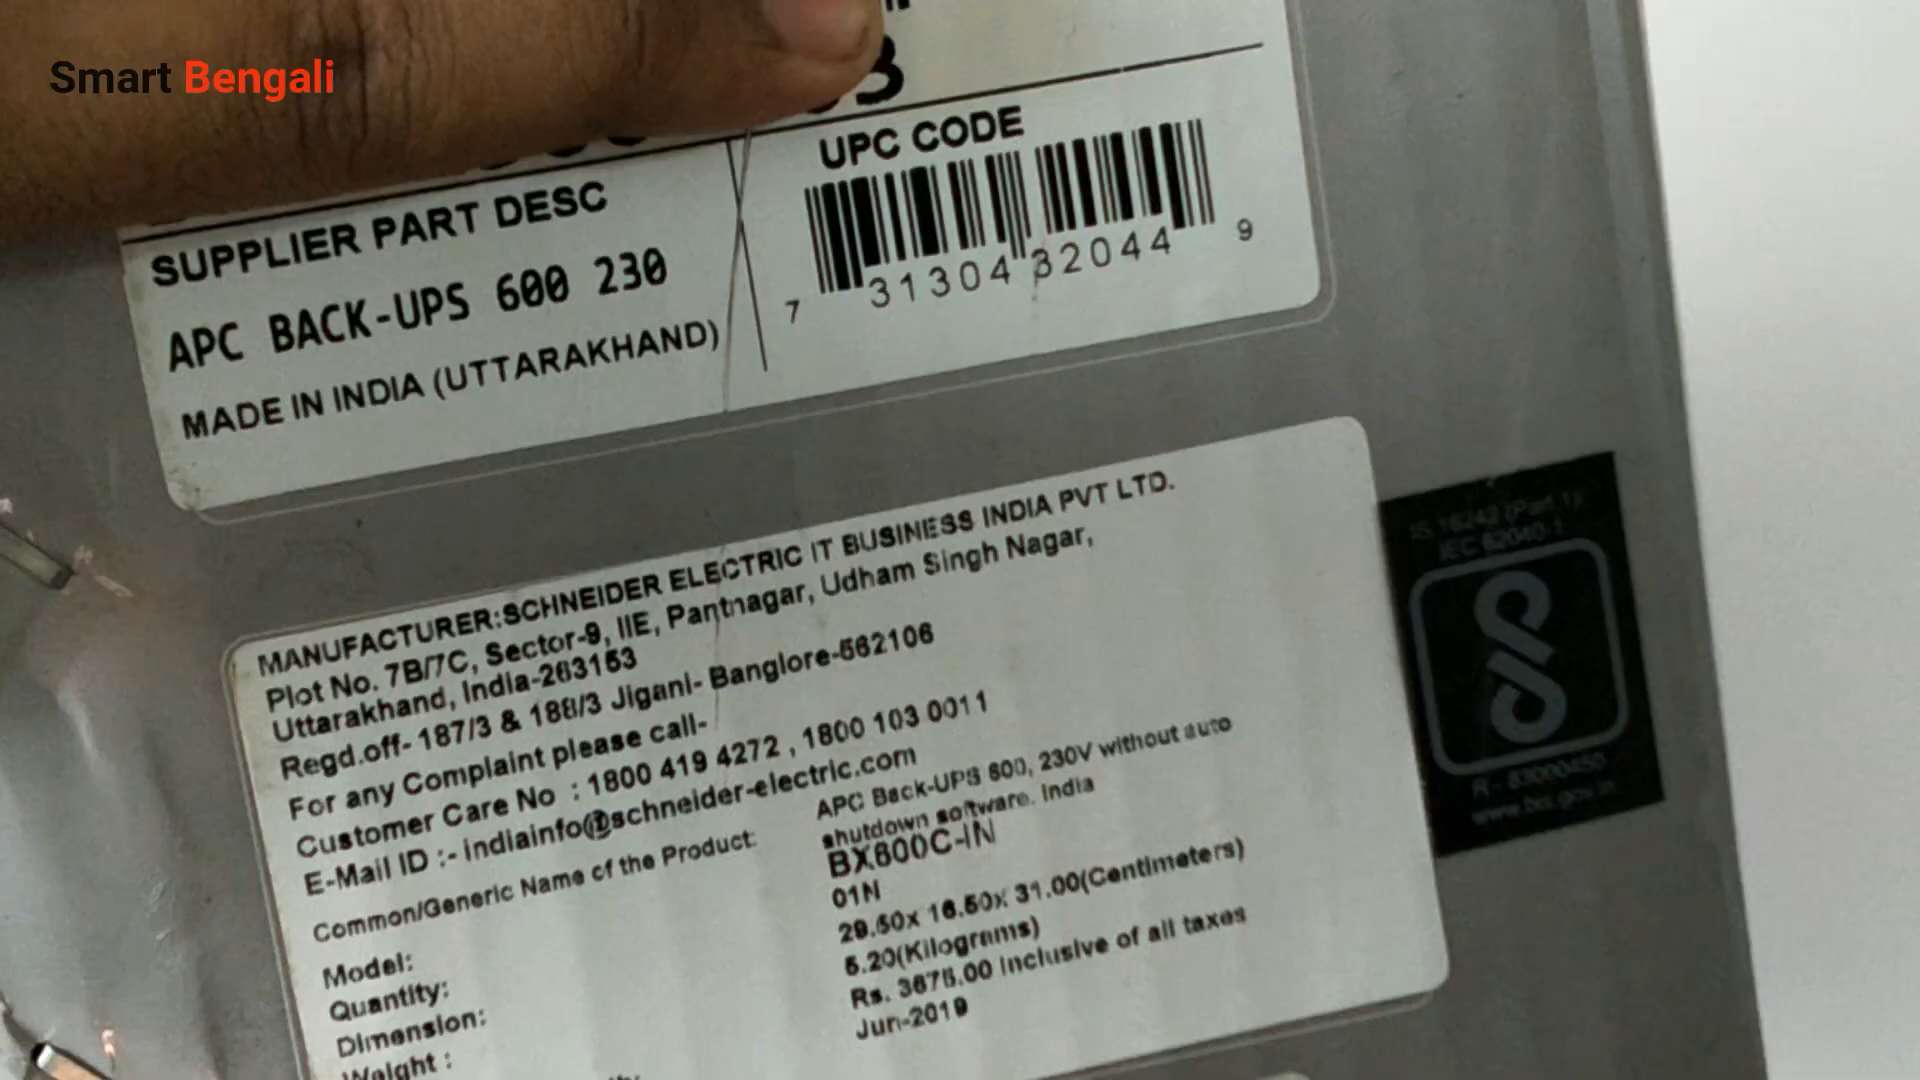 Smart Bengali
SUPPLIER PART DESC
APC BACK-UPS 600 230
MADE IN INDIA (UTTARAKHAND)
UPC CODE
7 31304 32044 9
MANUFACTURER:SCHNEIDER ELECTRIC IT BUSINESS INDIA PVT LTD.
Plot No. 7B/7C, Sector-9, IIE, Pantnagar, Udham Singh Nagar,
Uttarakhand, India-263153
Regd.off- 187/3 & 188/3 Jigani- Banglore-562106
For any Complaint please call-
Customer Care No : 1800 419 4272 , 1800 103 0011
E-Mail ID :- indiainfo@schneider-electric.com
Common/Generic Name of the Product:
APC Back-UPS 600, 230V without auto
shutdown software. India
Model:
BX600C-IN
Quantity:
01N
Dimension:
29.50x 16.50x 31.00(Centimeters)
Weight :
5.20(Kilograms)
Rs. 3675.00 Inclusive of all taxes
Jun-2019
IEC 62040-1
www.bis.gov.in